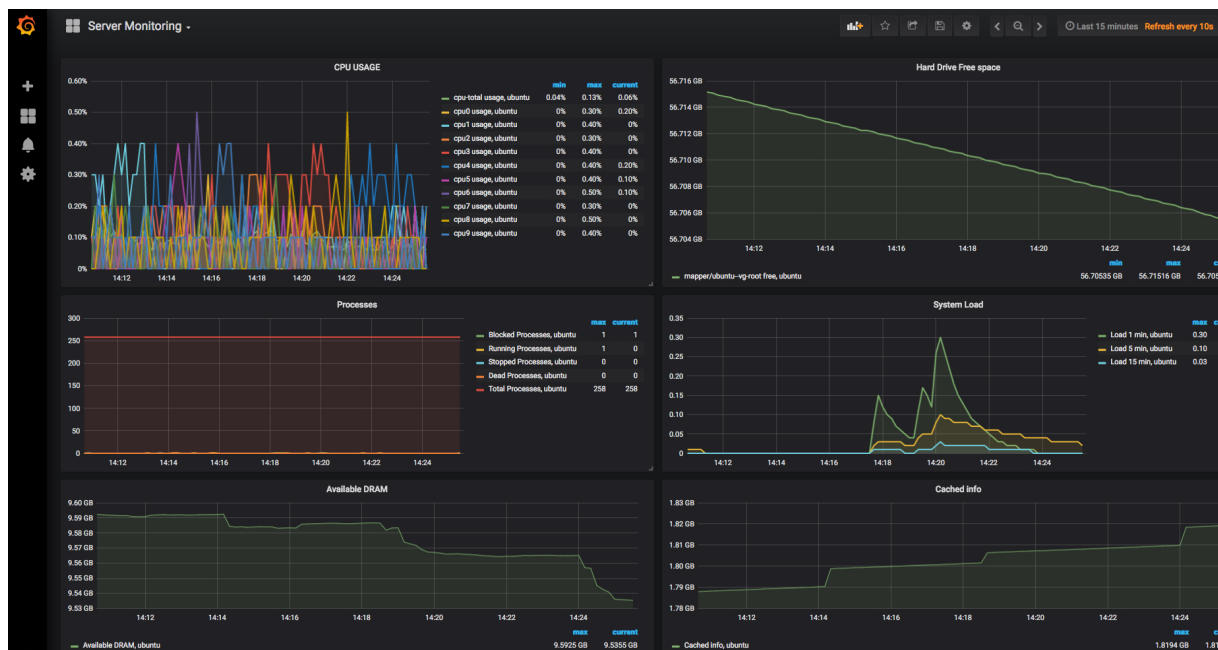 Server Monitoring
Last 15 minutes Refresh every 10s
CPU USAGE
0.60%
0.50%
0.40%
0.30%
0.20%
0.10%
0%
14:12 14:14 14:16 14:18 14:20 14:22 14:24
min max current
cpu-total usage, ubuntu 0.04% 0.13% 0.06%
cpu0 usage, ubuntu 0% 0.30% 0.20%
cpu1 usage, ubuntu 0% 0.40% 0%
cpu2 usage, ubuntu 0% 0.30% 0%
cpu3 usage, ubuntu 0% 0.40% 0%
cpu4 usage, ubuntu 0% 0.40% 0.20%
cpu5 usage, ubuntu 0% 0.40% 0.10%
cpu6 usage, ubuntu 0% 0.50% 0.10%
cpu7 usage, ubuntu 0% 0.30% 0%
cpu8 usage, ubuntu 0% 0.50% 0%
cpu9 usage, ubuntu 0% 0.40% 0%
Hard Drive Free space
56.716 GB
56.714 GB
56.712 GB
56.710 GB
56.708 GB
56.706 GB
56.704 GB
14:12 14:14 14:16 14:18 14:20 14:22 14:24
min max
mapper/ubuntu--vg-root free, ubuntu 56.70535 GB 56.71516 GB 56.705
Processes
300
250
200
150
100
50
0
14:12 14:14 14:16 14:18 14:20 14:22 14:24
max current
Blocked Processes, ubuntu 1 1
Running Processes, ubuntu 1 0
Stopped Processes, ubuntu 0 0
Dead Processes, ubuntu 0 0
Total Processes, ubuntu 258 258
System Load
0.35
0.30
0.25
0.20
0.15
0.10
0.05
0
14:12 14:14 14:16 14:18 14:20 14:22 14:24
max
Load 1 min, ubuntu 0.30
Load 5 min, ubuntu 0.10
Load 15 min, ubuntu 0.03
Available DRAM
9.60 GB
9.59 GB
9.58 GB
9.57 GB
9.56 GB
9.55 GB
9.54 GB
9.53 GB
14:12 14:14 14:16 14:18 14:20 14:22 14:24
max current
Available DRAM, ubuntu 9.5925 GB 9.5355 GB
Cached info
1.83 GB
1.82 GB
1.81 GB
1.80 GB
1.79 GB
1.78 GB
14:12 14:14 14:16 14:18 14:20 14:22 14:24
max
Cached info, ubuntu 1.8194 GB 1.81